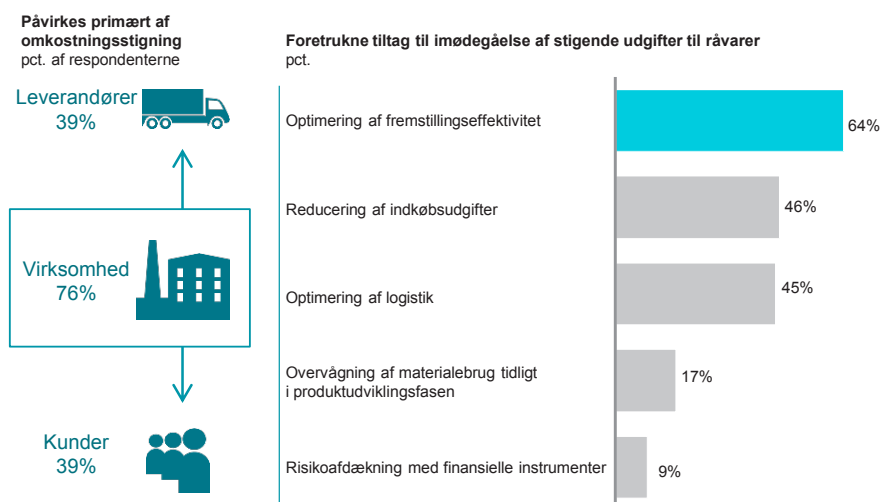 Påvirkes primært af
omkostningsstigning
pct. af respondenterne
Leverandører
39%
Virksomhed
76%
Kunder
39%
Foretrukne tiltag til imødegåelse af stigende udgifter til råvarer
pct.
Optimering af fremstillingseffektivitet
64%
Reducering af indkøbsudgifter
46%
Optimering af logistik
45%
Overvågning af materialebrug tidligt
i produktudviklingsfasen
17%
Risikoafdækning med finansielle instrumenter
9%